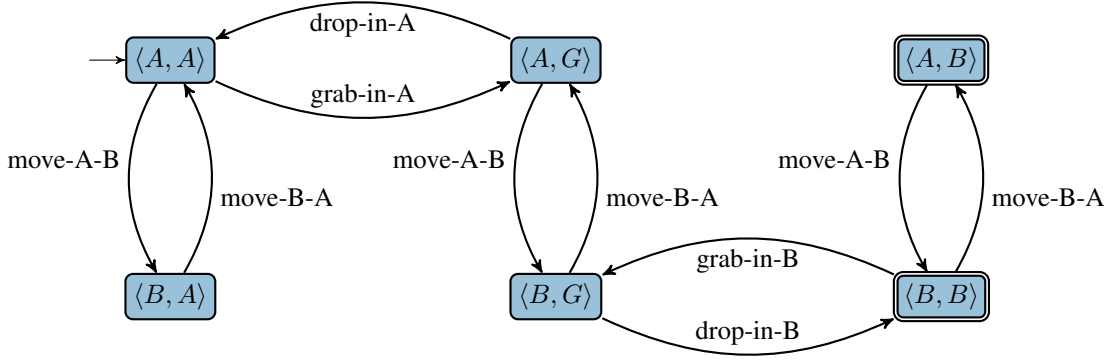 drop-in-A
⟨A, A⟩
⟨A, G⟩
⟨A, B⟩
grab-in-A
move-A-B
move-A-B
move-A-B
move-B-A
move-B-A
move-B-A
grab-in-B
⟨B, A⟩
⟨B, G⟩
⟨B, B⟩
drop-in-B